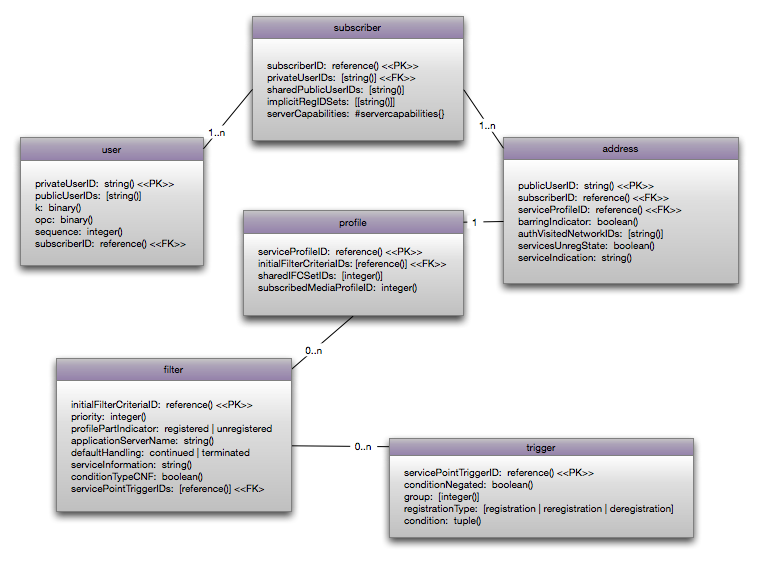 subscriber
subscriberID: reference() <<PK>>
privateUserIDs: [string()] <<FK>>
sharedPublicUserIDs: [string()]
implicitRegIDSets: [[string()]]
serverCapabilities: #servercapabilities{}
1..n
1..n
user
privateUserID: string() <<PK>>
publicUserIDs: [string()]
k: binary()
opc: binary()
sequence: integer()
subscriberID: reference() <<FK>>
address
publicUserID: string() <<PK>>
subscriberID: reference() <<FK>>
serviceProfileID: reference() <<FK>>
barringIndicator: boolean()
authVisitedNetworkIDs: [string()]
servicesUnregState: boolean()
serviceIndication: string()
profile
1
serviceProfileID: reference() <<PK>>
initialFilterCriteriaIDs: [reference()] <<FK>>
sharedIFCSetIDs: [integer()]
subscribedMediaProfileID: integer()
0..n
filter
initialFilterCriteriaID: reference() <<PK>>
priority: integer()
profilePartIndicator: registered | unregistered
applicationServerName: string()
defaultHandling: continued | terminated
serviceInformation: string()
conditionTypeCNF: boolean()
servicePointTriggerIDs: [reference()] <<FK>
0..n
trigger
servicePointTriggerID: reference() <<PK>>
conditionNegated: boolean()
group: [integer()]
registrationType: [registration | reregistration | deregistration]
condition: tuple()